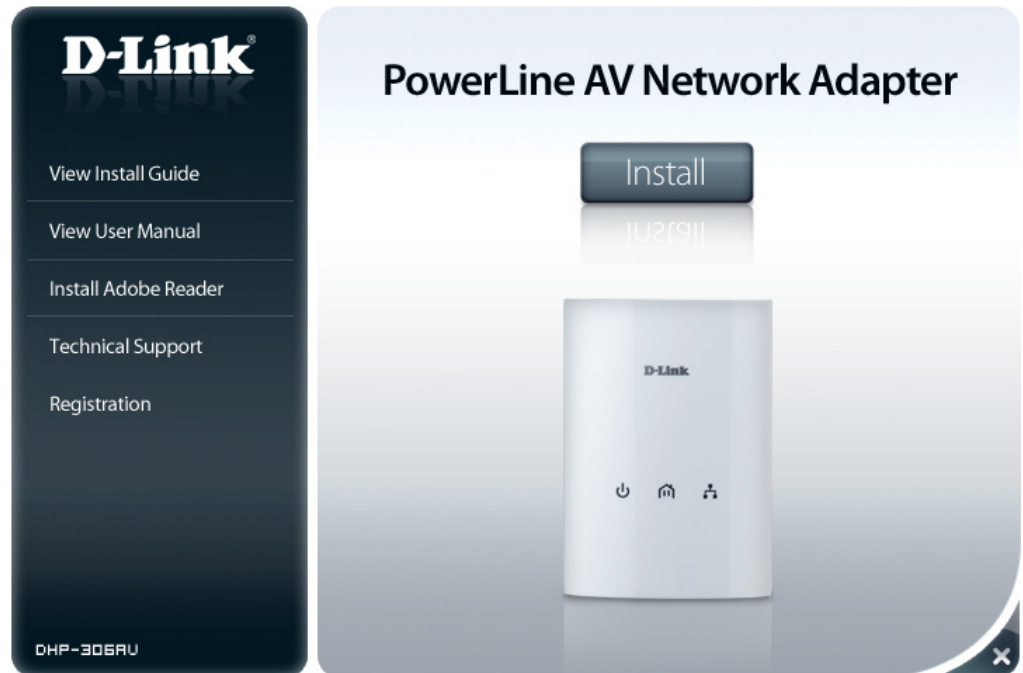 D-Link®
View Install Guide
View User Manual
Install Adobe Reader
Technical Support
Registration
DHP-306AV
PowerLine AV Network Adapter
Install
D-Link